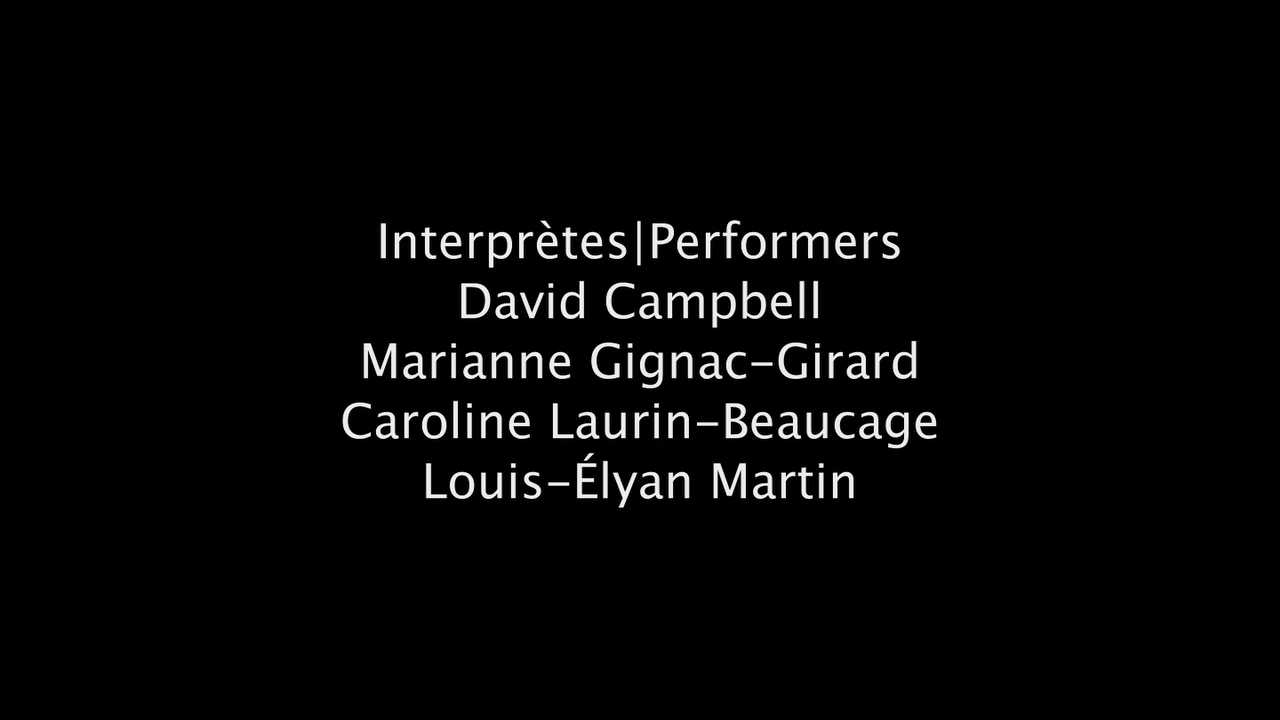 Interprètes|Performers
David Campbell
Marianne Gignac-Girard
Caroline Laurin-Beaucage
Louis-Élyan Martin